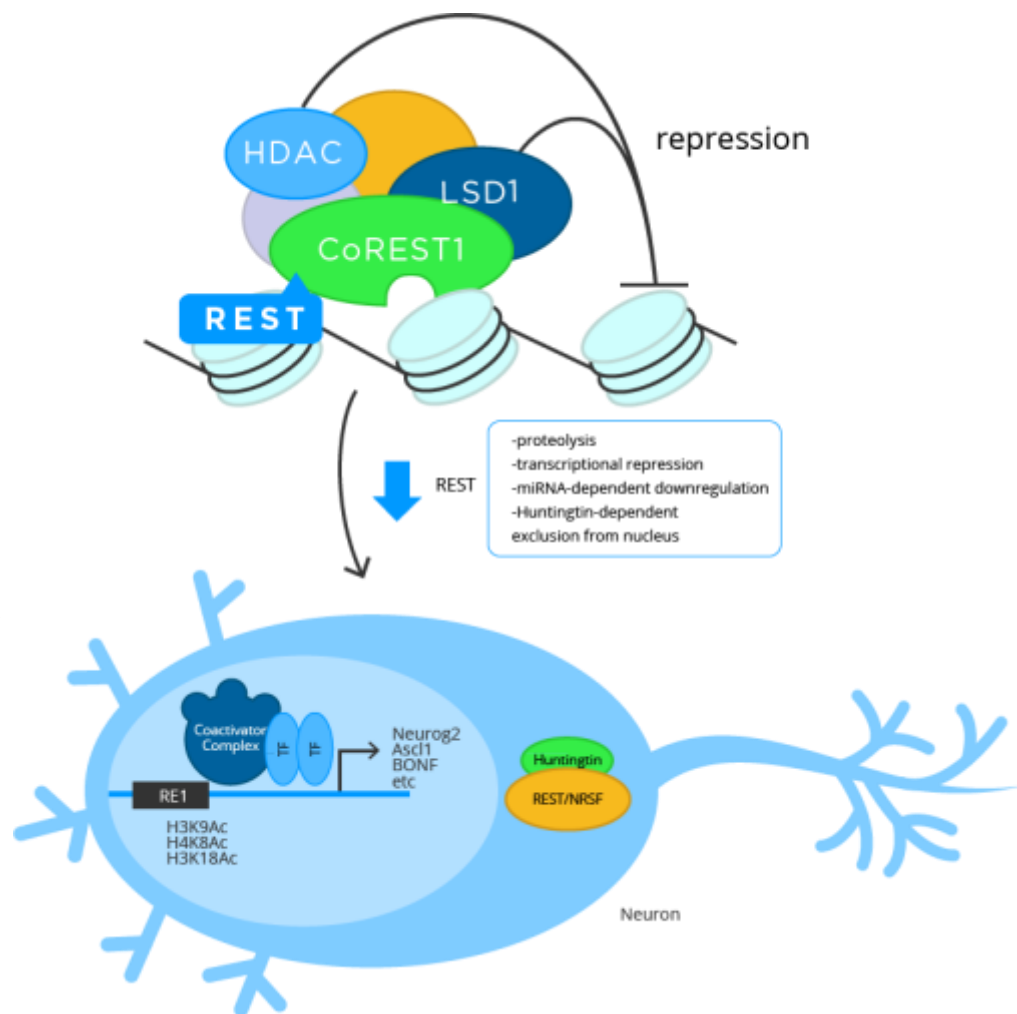 HDAC
repression
LSD1
CoREST1
REST
-proteolysis
-transcriptional repression
-miRNA-dependent downregulation
-Huntingtin-dependent
exclusion from nucleus
REST
Coactivator
Complex
TF
TF
Neurog2
Ascl1
BONF
etc
RE1
H3K9Ac
H4K8Ac
H3K18Ac
Huntingtin
REST/NRSF
Neuron